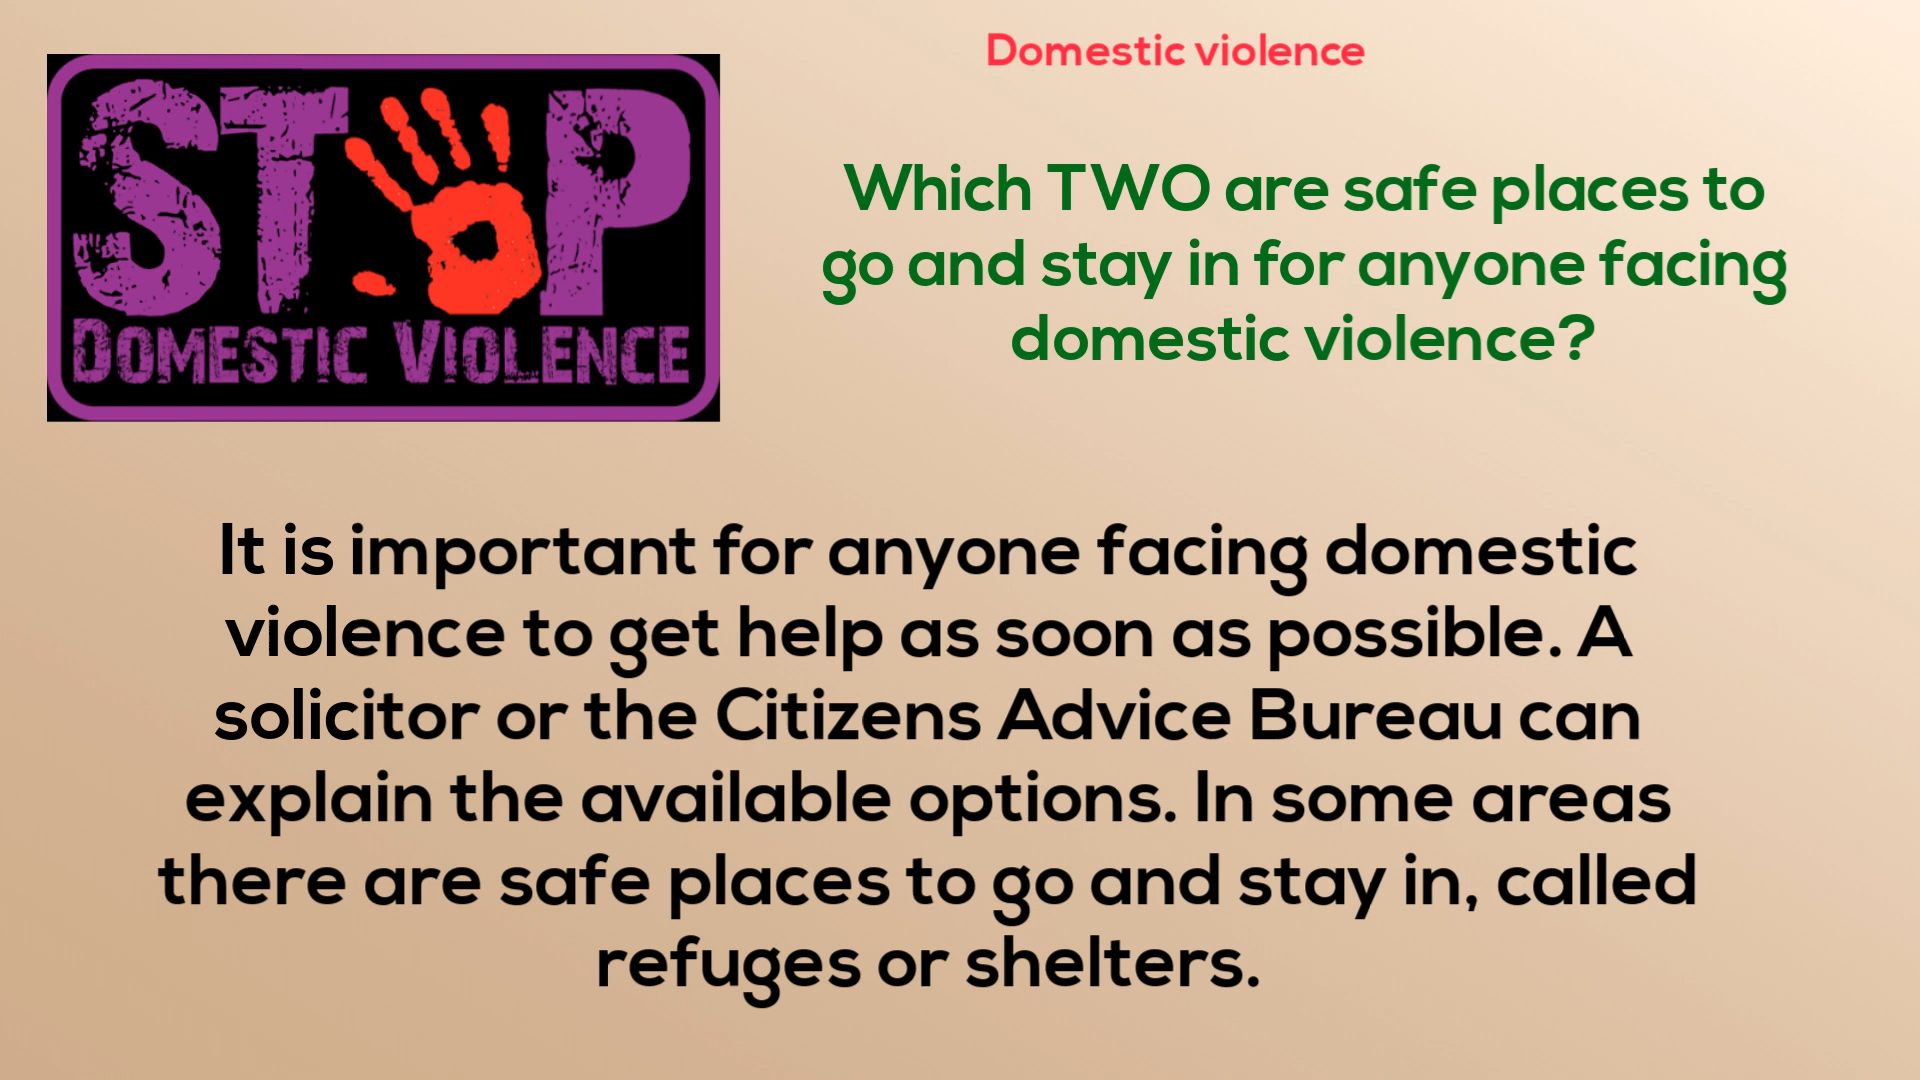 ST P
DOMESTIC VIOLENCE
Domestic violence
Which TWO are safe places to
go and stay in for anyone facing
domestic violence?
It is important for anyone facing domestic
violence to get help as soon as possible. A
solicitor or the Citizens Advice Bureau can
explain the available options. In some areas
there are safe places to go and stay in, called
refuges or shelters.